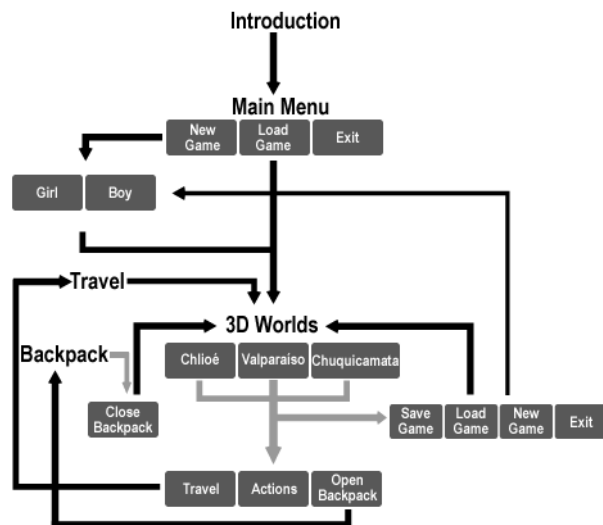 Introduction
Main Menu
New
Game
Load
Game
Exit
Girl
Boy
Travel
3D Worlds
Backpack
Chlioé
Valparaíso
Chuquicamata
Close
Backpack
Save
Game
Load
Game
New
Game
Exit
Travel
Actions
Open
Backpack